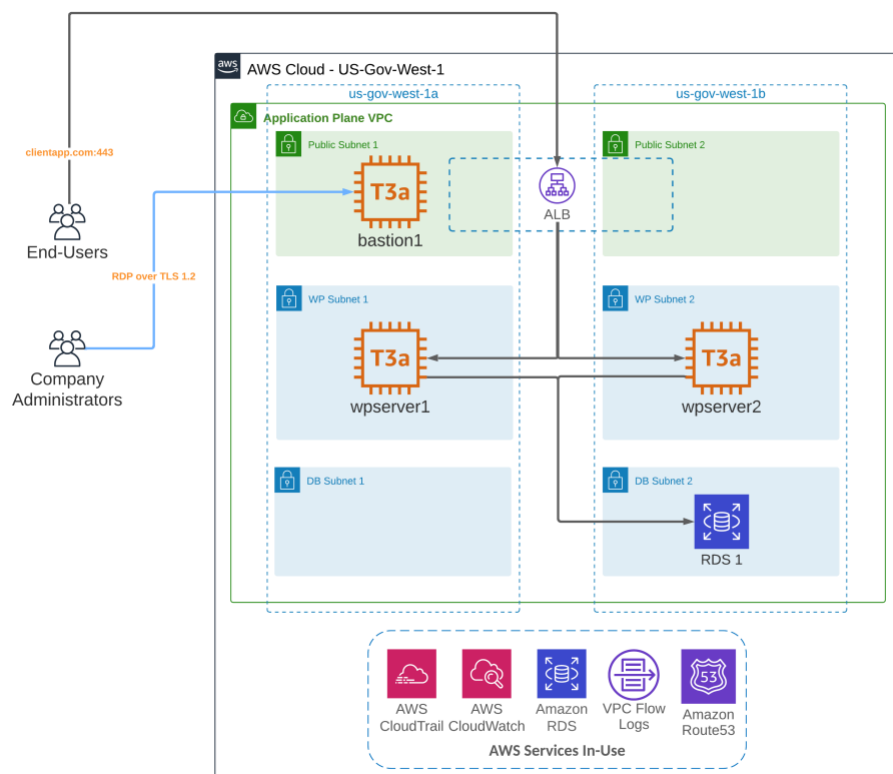 aws
AWS Cloud - US-Gov-West-1
us-gov-west-1a
us-gov-west-1b
Application Plane VPC
Public Subnet 1
Public Subnet 2
clientapp.com:443
T3a
ALB
bastion1
End-Users
RDP over TLS 1.2
WP Subnet 1
WP Subnet 2
T3a
T3a
Company
Administrators
wpserver1
wpserver2
DB Subnet 1
DB Subnet 2
RDS 1
53
AWS
CloudTrail
AWS
CloudWatch
Amazon
RDS
VPC Flow
Logs
Amazon
Route53
AWS Services In-Use